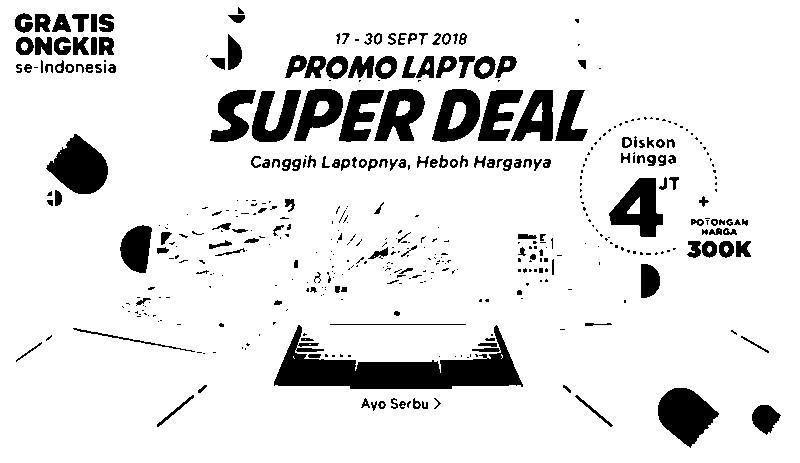 GRATIS
ONGKIR
se-Indonesia
17 - 30 SEPT 2018
PROMO LAPTOP
SUPER DEAL
Canggih Laptopnya, Heboh Harganya
Diskon
Hingga
4JT
+
POTONGAN
HARGA
300K
Ayo Serbu >